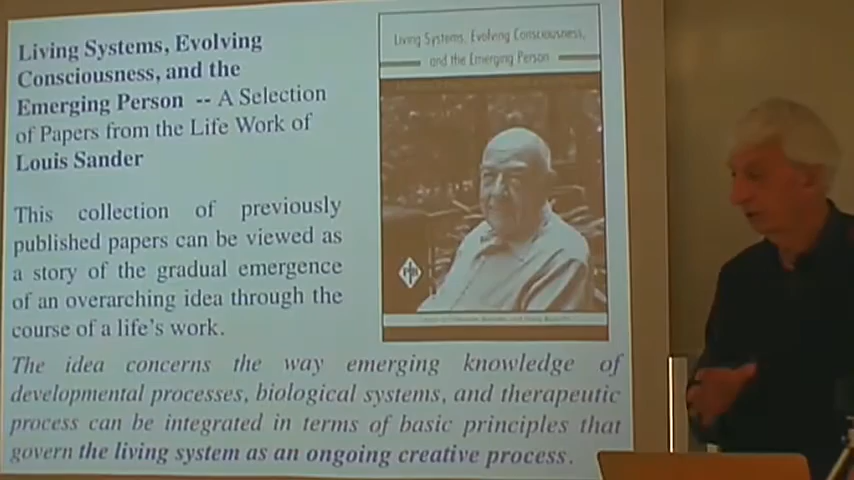 Living Systems, Evolving
Consciousness, and the
Emerging Person -- A Selection
of Papers from the Life Work of
Louis Sander
This collection of previously
published papers can be viewed as
a story of the gradual emergence
of an overarching idea through the
course of a life's work.
The idea concerns the way emerging knowledge of
developmental processes, biological systems, and therapeutic
process can be integrated in terms of basic principles that
govern the living system as an ongoing creative process.
Living Systems, Evolving Consciousness,
and the Emerging Person